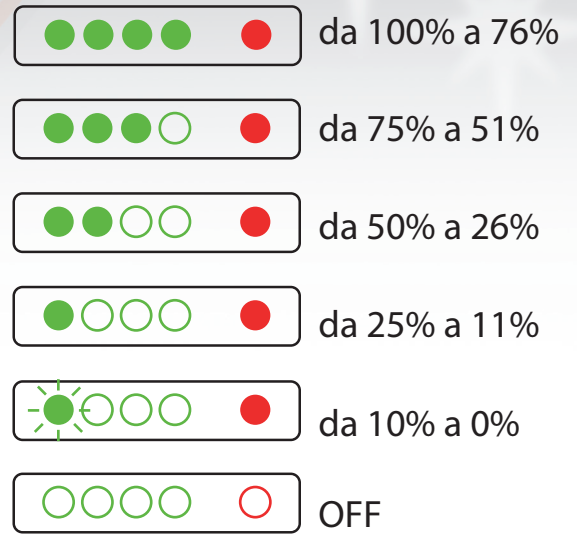 da 100% a 76%
da 75% a 51%
da 50% a 26%
da 25% a 11%
da 10% a 0%
OFF